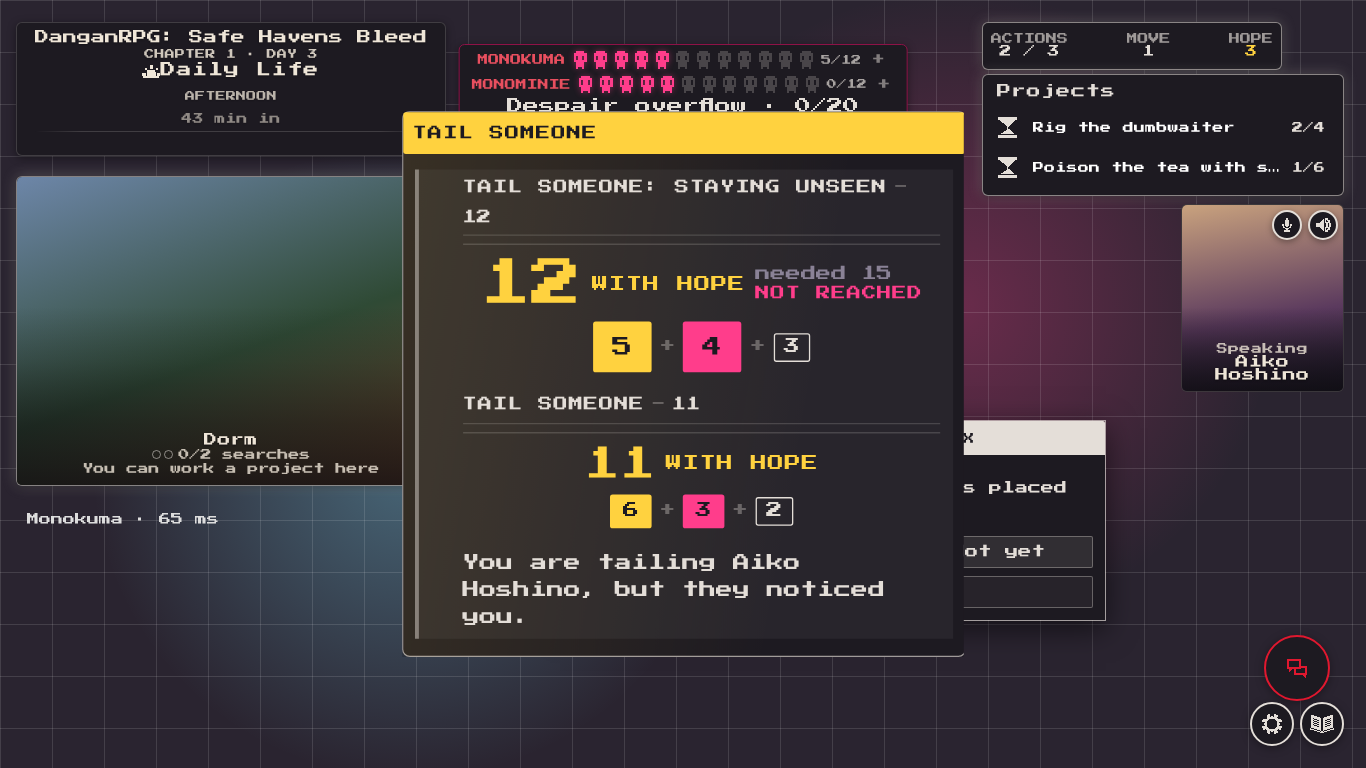 DanganRPG: Safe Havens Bleed
CHAPTER 1 · DAY 3
Daily Life
AFTERNOON
43 min in
MONOKUMA 5/12 +
MONOMINIE 0/12 +
Despair overflow · 0/20
ACTIONS
2 / 3
MOVE
1
HOPE
3
Projects
Rig the dumbwaiter 2/4
Poison the tea with s… 1/6
TAIL SOMEONE
TAIL SOMEONE: STAYING UNSEEN –
12
12 WITH HOPE
needed 15
NOT REACHED
5 + 4 + 3
TAIL SOMEONE – 11
11 WITH HOPE
6 + 3 + 2
You are tailing Aiko
Hoshino, but they noticed
you.
Dorm
0/2 searches
You can work a project here
Monokuma · 65 ms
Speaking
Aiko
Hoshino
x
s placed
ot yet